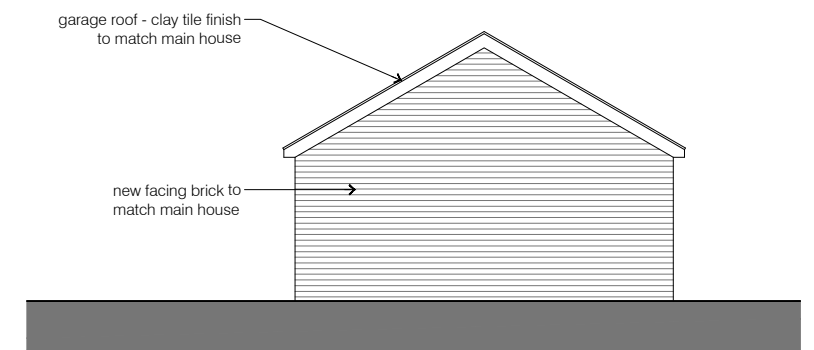 garage roof - clay tile finish
to match main house
new facing brick to
match main house